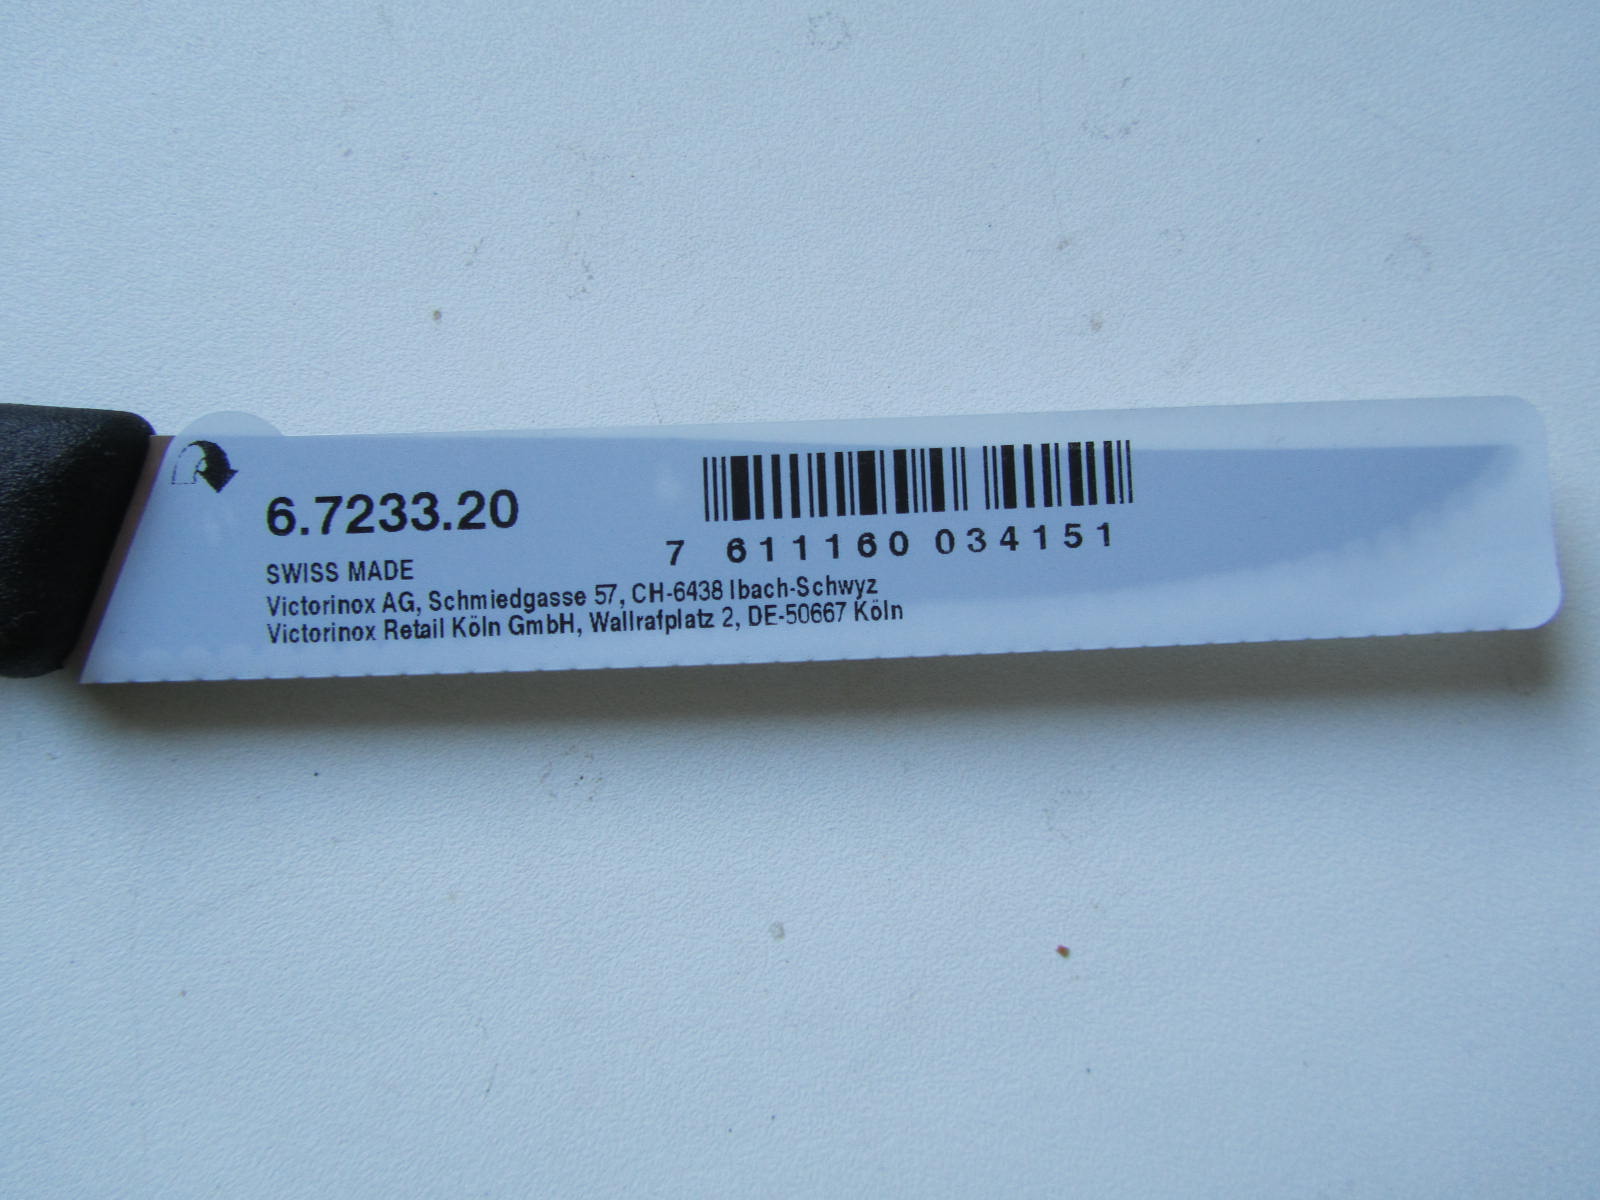 6.7233.20
7 611160 034151
SWISS MADE
Victorinox AG, Schmiedgasse 57, CH-6438 Ibach-Schwyz
Victorinox Retail Köln GmbH, Wallrafplatz 2, DE-50667 Köln